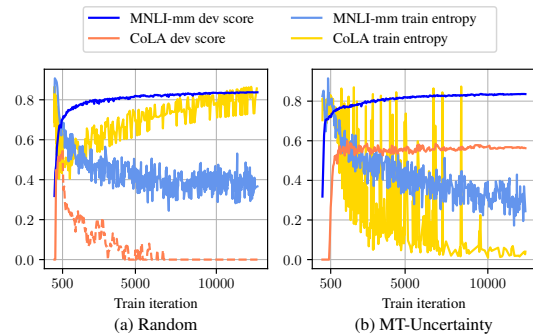 MNLI-mm dev score
MNLI-mm train entropy
CoLA dev score
CoLA train entropy
0.8
0.6
0.4
0.2
0.0
500
5000
10000
Train iteration
(a) Random
0.8
0.6
0.4
0.2
0.0
500
5000
10000
Train iteration
(b) MT-Uncertainty